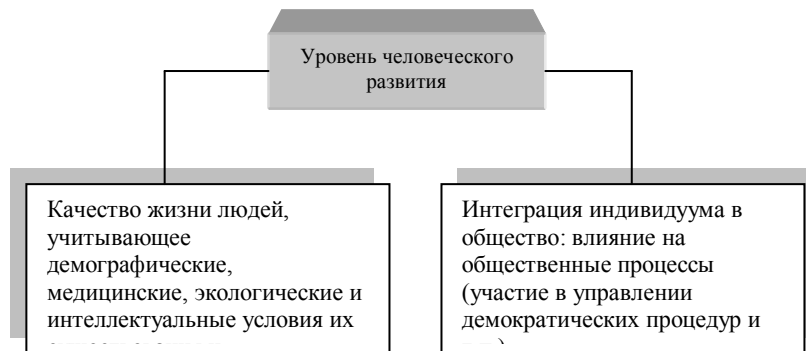 Уровень человеческого
развития
Качество жизни людей,
учитывающее
демографические,
медицинские, экологические и
интеллектуальные условия их
Интеграция индивидуума в
общество: влияние на
общественные процессы
(участие в управлении
демократических процедур и